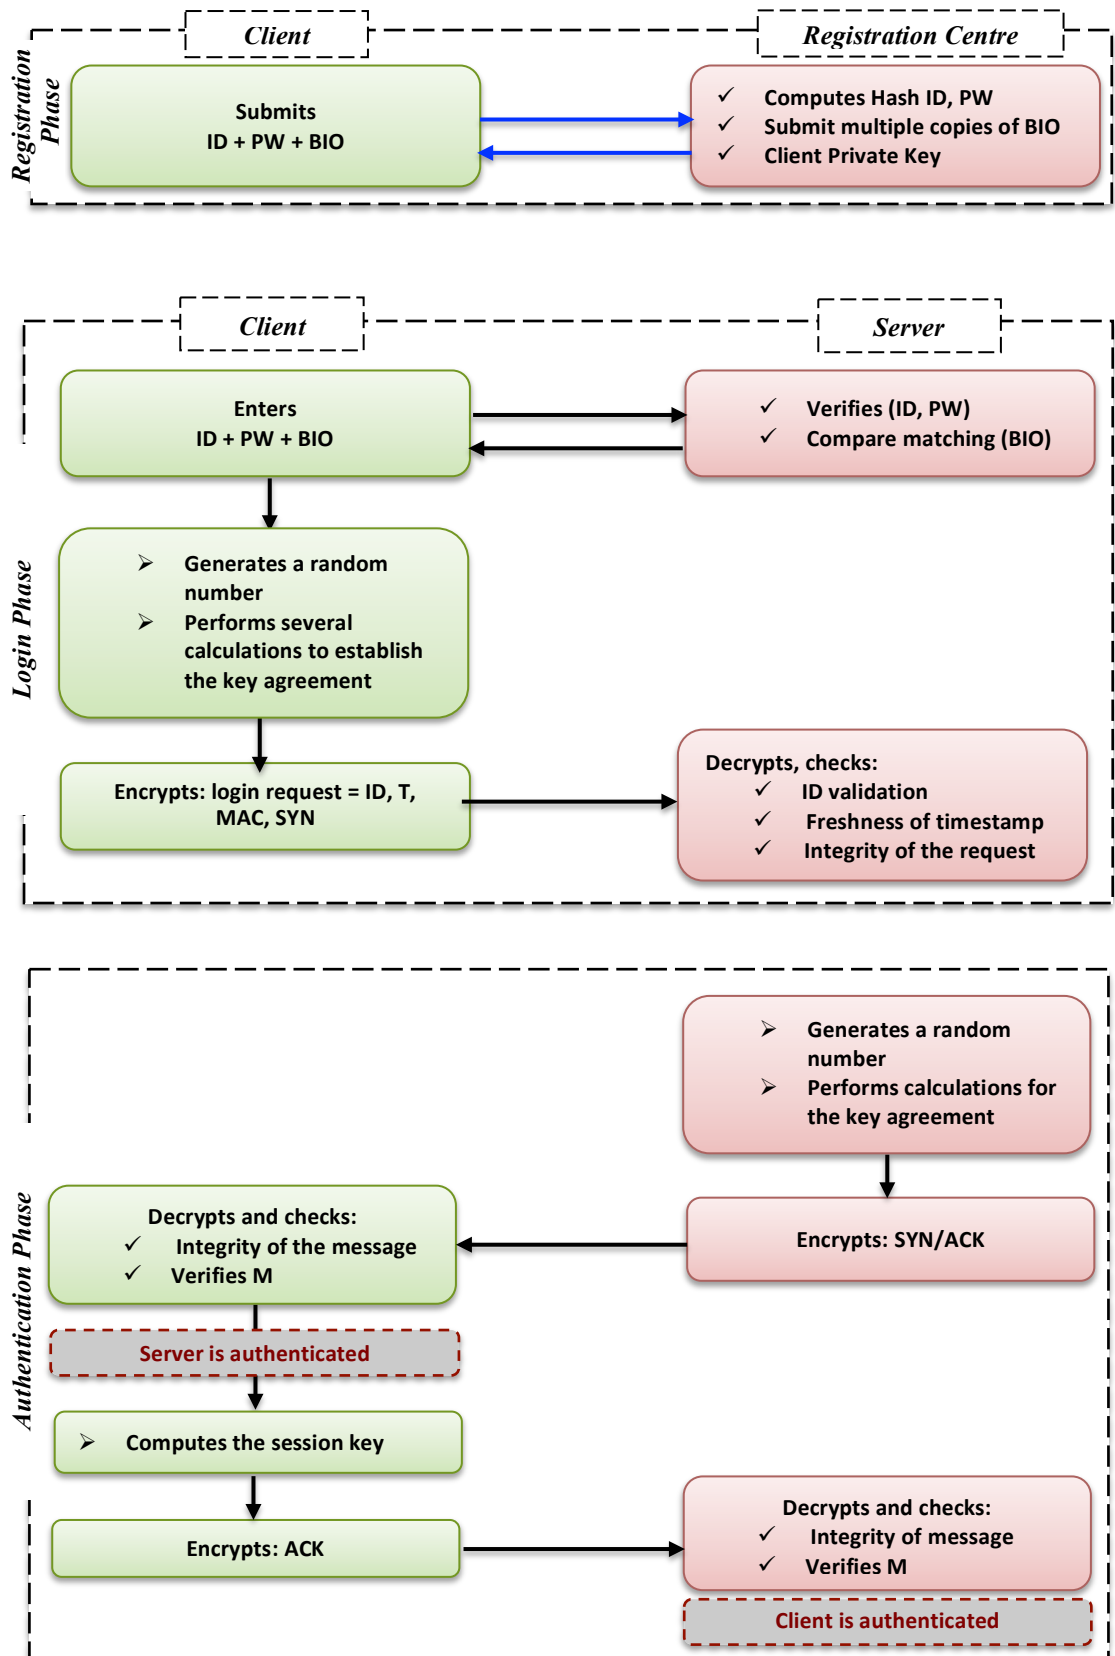 Registration
Phase
Client
Registration Centre
Submits
ID + PW + BIO
✓ Computes Hash ID, PW
✓ Submit multiple copies of BIO
✓ Client Private Key
Login Phase
Client
Server
Enters
ID + PW + BIO
✓ Verifies (ID, PW)
✓ Compare matching (BIO)
➢ Generates a random
number
➢ Performs several
calculations to establish
the key agreement
Encrypts: login request = ID, T,
MAC, SYN
Decrypts, checks:
✓ ID validation
✓ Freshness of timestamp
✓ Integrity of the request
Authentication Phase
➢ Generates a random
number
➢ Performs calculations for
the key agreement
Encrypts: SYN/ACK
Decrypts and checks:
✓ Integrity of the message
✓ Verifies M
Server is authenticated
➢ Computes the session key
Encrypts: ACK
Decrypts and checks:
✓ Integrity of message
✓ Verifies M
Client is authenticated